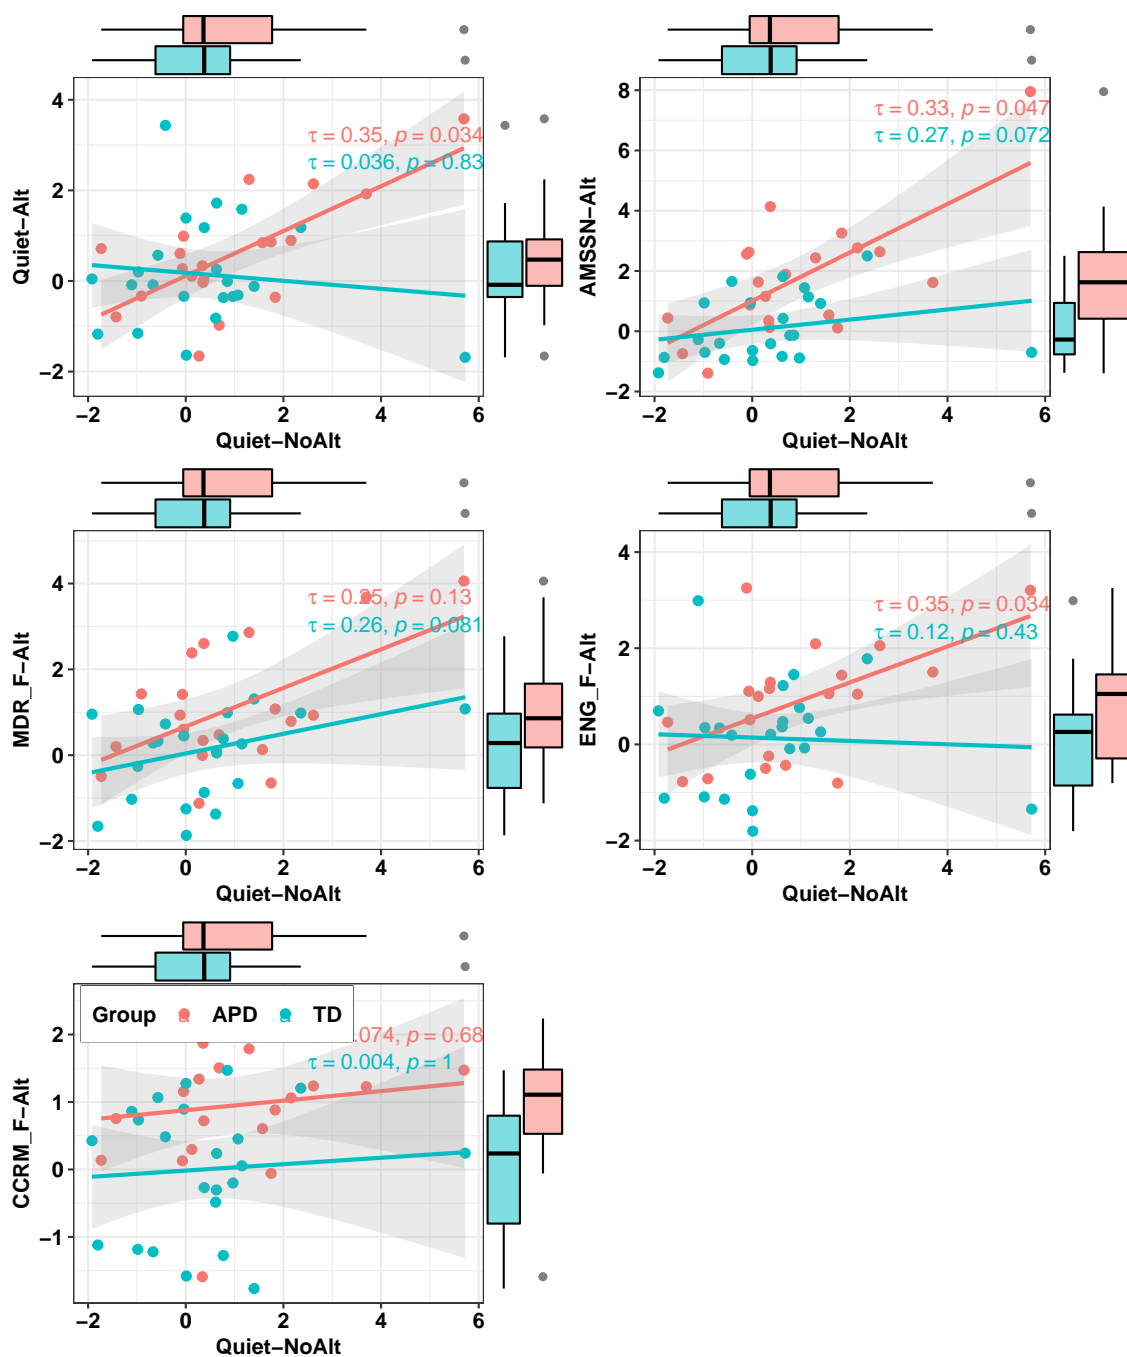 τ = 0.35, p = 0.034
τ = 0.036, p = 0.83
4
2
0
−2
Quiet−Alt
−2 0 2 4 6
Quiet−NoAlt
τ = 0.33, p = 0.047
τ = 0.27, p = 0.072
8
6
4
2
0
−2
AMSSN−Alt
−2 0 2 4 6
Quiet−NoAlt
τ = 0.25, p = 0.13
τ = 0.26, p = 0.081
4
2
0
−2
MDR_F−Alt
−2 0 2 4 6
Quiet−NoAlt
τ = 0.35, p = 0.034
τ = 0.12, p = 0.43
4
2
0
−2
ENG_F−Alt
−2 0 2 4 6
Quiet−NoAlt
Group a APD a TD
.074, p = 0.68
τ = 0.004, p = 1
2
1
0
−1
CCRM_F−Alt
−2 0 2 4 6
Quiet−NoAlt